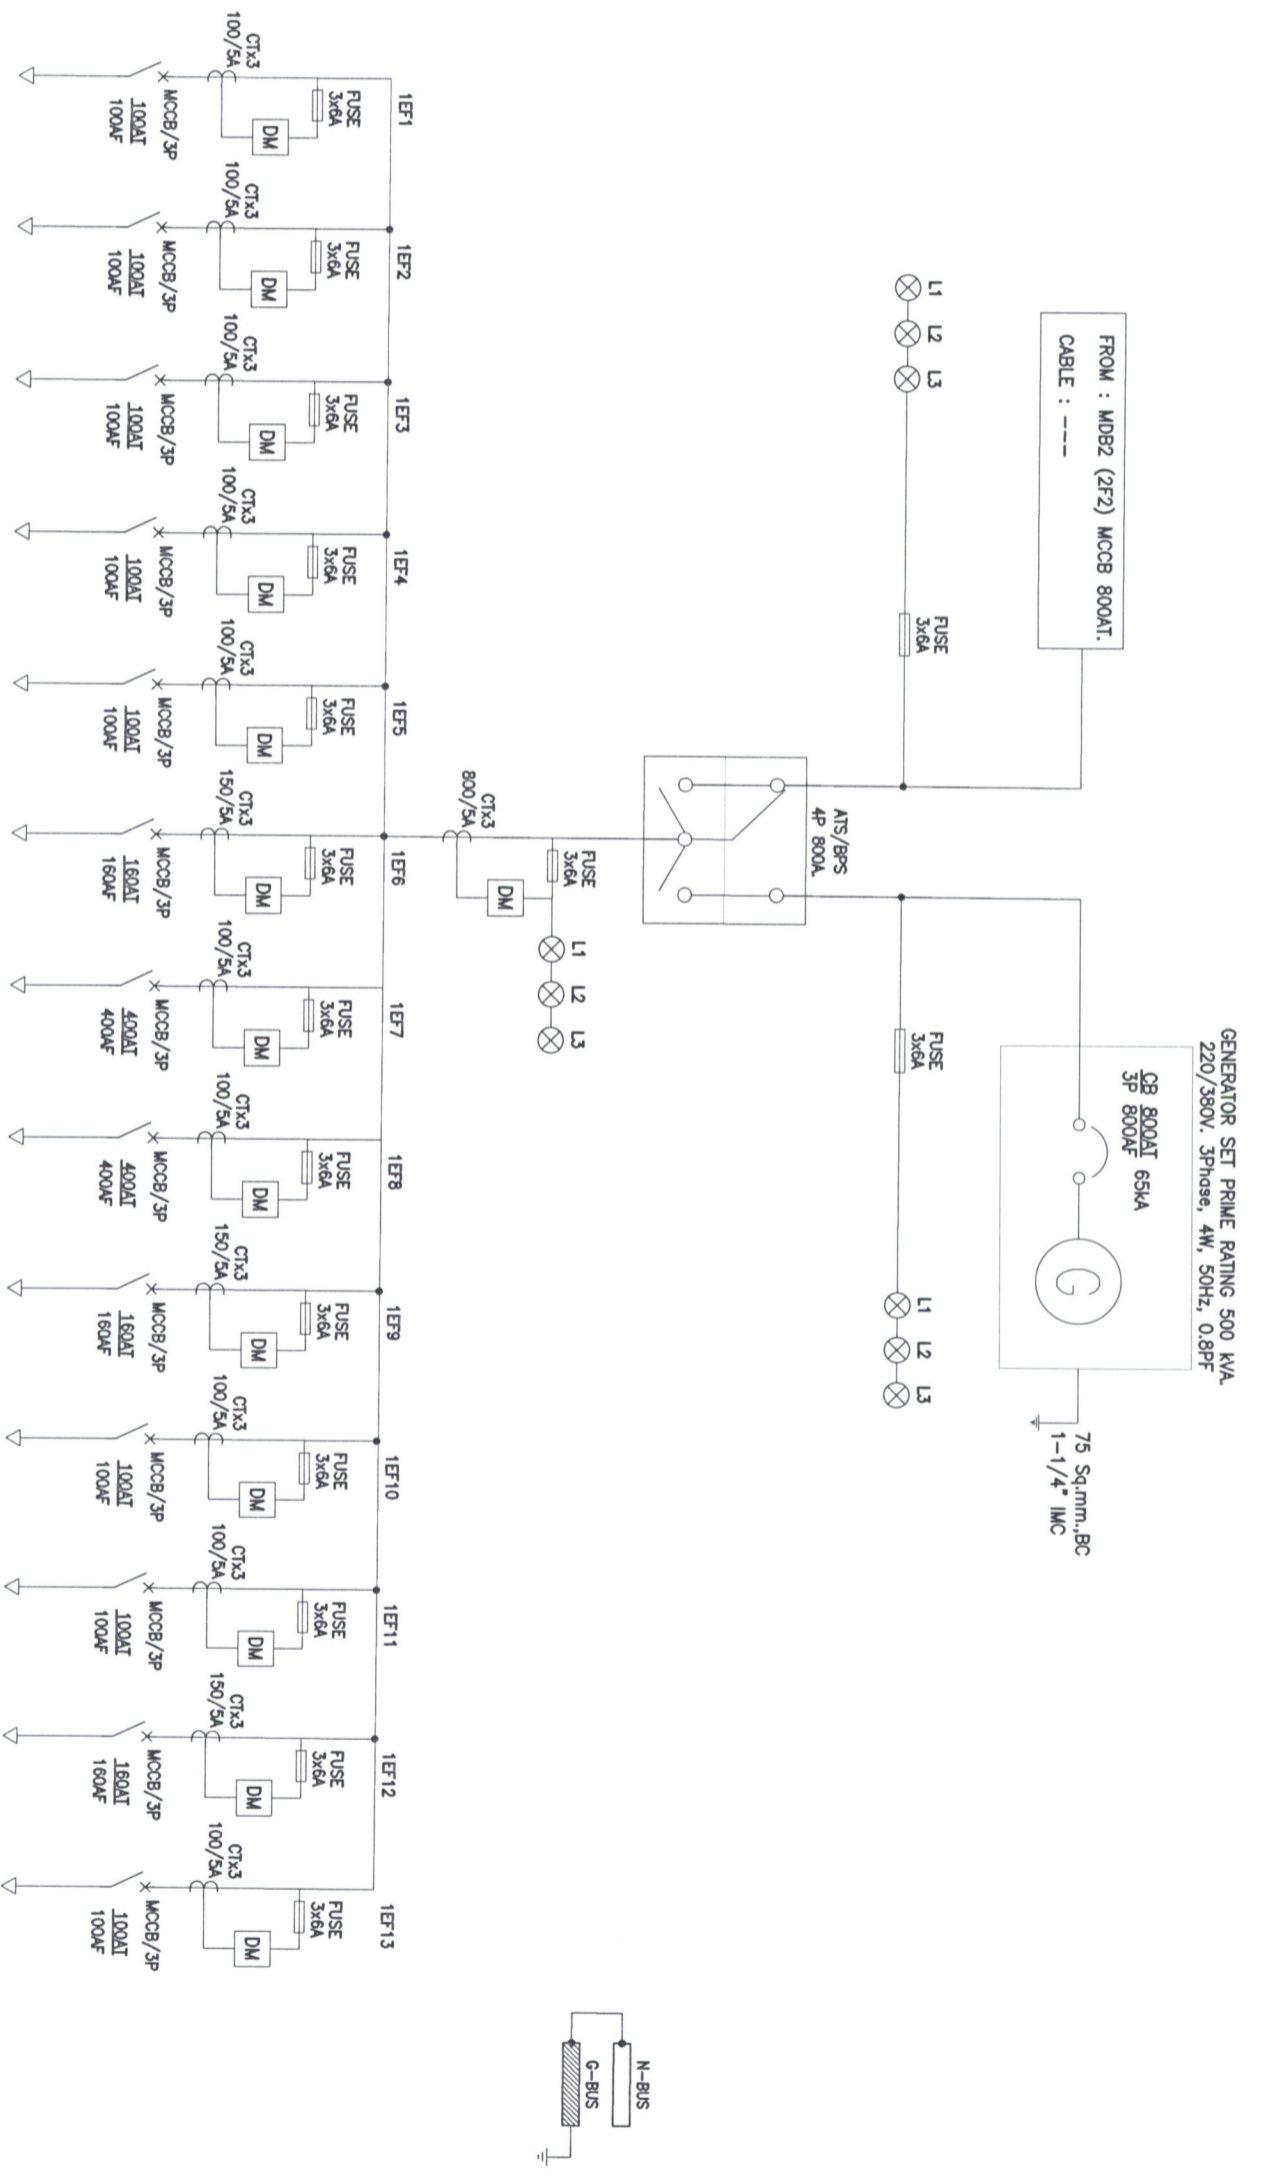 GENERATOR SET PRIME RATING 500 kVA.
220/380V. 3Phase, 4W, 50Hz, 0.8PF
FROM : MDB2 (2F2) MCCB 800AT.
CABLE : ---
CB 800AT 65kA
3P 800AF
G
75 Sq.mm.,BC
1-1/4" IMC
L1 L2 L3
FUSE
3x6A
FUSE
3x6A
L1 L2 L3
ATS/BPS
4P 800A.
FUSE
3x6A
L1 L2 L3
DM
CTx3
800/5A
N-BUS
G-BUS
1EF1
FUSE
3x6A
DM
CTx3
100/5A
MCCB/3P
100AT
100AF
1EF2
FUSE
3x6A
DM
CTx3
100/5A
MCCB/3P
100AT
100AF
1EF3
FUSE
3x6A
DM
CTx3
100/5A
MCCB/3P
100AT
100AF
1EF4
FUSE
3x6A
DM
CTx3
100/5A
MCCB/3P
100AT
100AF
1EF5
FUSE
3x6A
DM
CTx3
100/5A
MCCB/3P
100AT
100AF
1EF6
FUSE
3x6A
DM
CTx3
150/5A
MCCB/3P
160AT
160AF
1EF7
FUSE
3x6A
DM
CTx3
100/5A
MCCB/3P
400AT
400AF
1EF8
FUSE
3x6A
DM
CTx3
100/5A
MCCB/3P
400AT
400AF
1EF9
FUSE
3x6A
DM
CTx3
150/5A
MCCB/3P
160AT
160AF
1EF10
FUSE
3x6A
DM
CTx3
100/5A
MCCB/3P
100AT
100AF
1EF11
FUSE
3x6A
DM
CTx3
100/5A
MCCB/3P
100AT
100AF
1EF12
FUSE
3x6A
DM
CTx3
150/5A
MCCB/3P
160AT
160AF
1EF13
FUSE
3x6A
DM
CTx3
100/5A
MCCB/3P
100AT
100AF